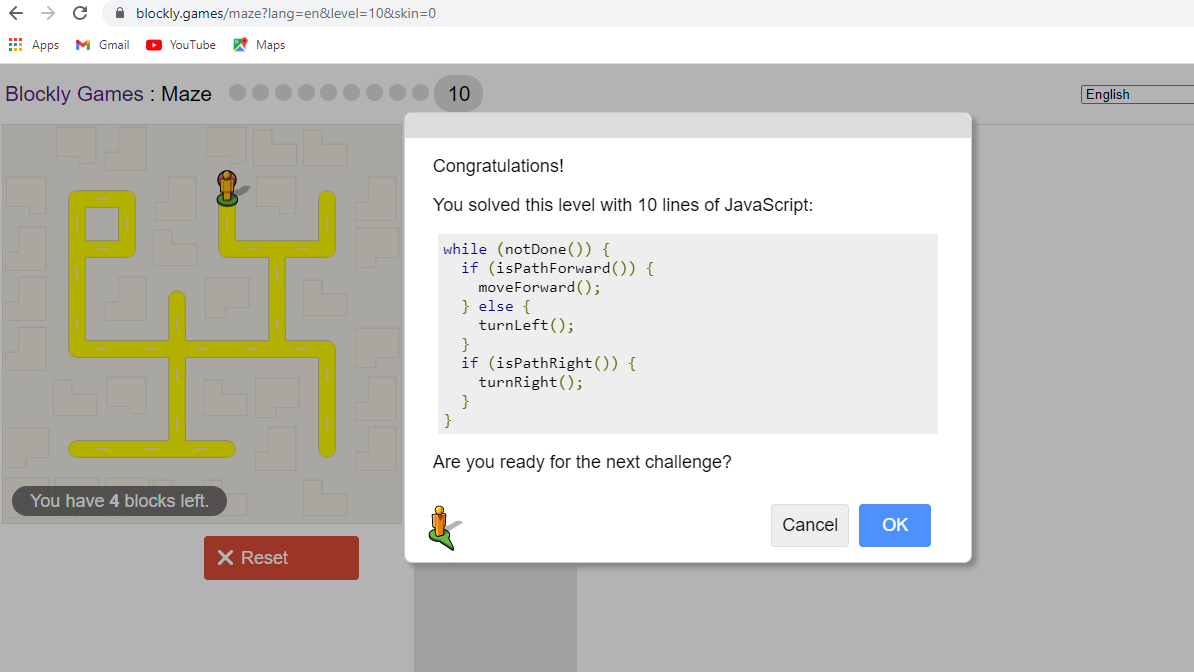 blockly.games/maze?lang=en&level=10&skin=0
Apps Gmail YouTube Maps
Blockly Games : Maze 10
English
Congratulations!
You solved this level with 10 lines of JavaScript:
while (notDone()) {
  if (isPathForward()) {
    moveForward();
  } else {
    turnLeft();
  }
  if (isPathRight()) {
    turnRight();
  }
}
Are you ready for the next challenge?
You have 4 blocks left.
Cancel OK
Reset